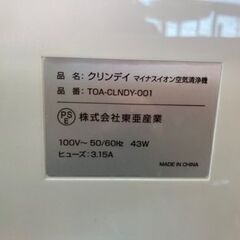 品 名：クリンデイ マイナスイオン空気清浄機
品 番：TOA-CLNDY-001
PS E 株式会社東亜産業
100V～ 50/60Hz 43W
ヒューズ：3.15A
MADE IN CHINA